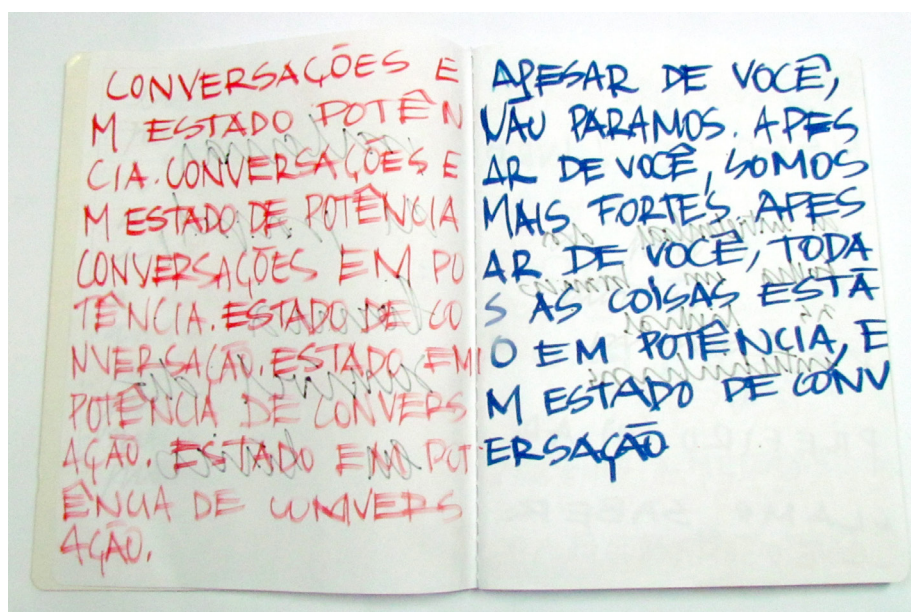 CONVERSAÇÕES E
M ESTADO POTÊN
CIA. CONVERSAÇÕES E
M ESTADO DE POTÊNCIA
CONVERSAÇÕES EM PO
TÊNCIA. ESTADO DE CO
NVERSAÇÃO. ESTADO EM
POTÊNCIA DE CONVERS
AÇÃO. ESTADO EM POT
ÊNCIA DE CONVERS
AÇÃO.
APESAR DE VOCÊ,
NÃO PARAMOS. APES
AR DE VOCÊ, SOMOS
MAIS FORTES. APES
AR DE VOCÊ, TODA
S AS COISAS ESTÃ
O EM POTÊNCIA, E
M ESTADO DE CONV
ERSAÇÃO